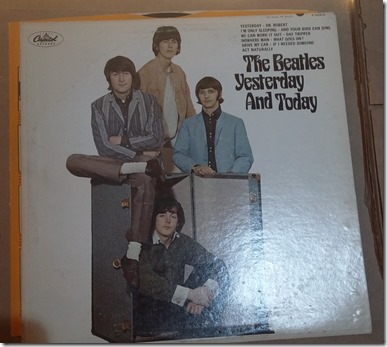 Capitol
RECORDS
YESTERDAY · DR. ROBERT
I'M ONLY SLEEPING · AND YOUR BIRD CAN SING
WE CAN WORK IT OUT · DAY TRIPPER
NOWHERE MAN · WHAT GOES ON?
DRIVE MY CAR · IF I NEEDED SOMEONE
ACT NATURALLY
The Beatles
Yesterday
And Today